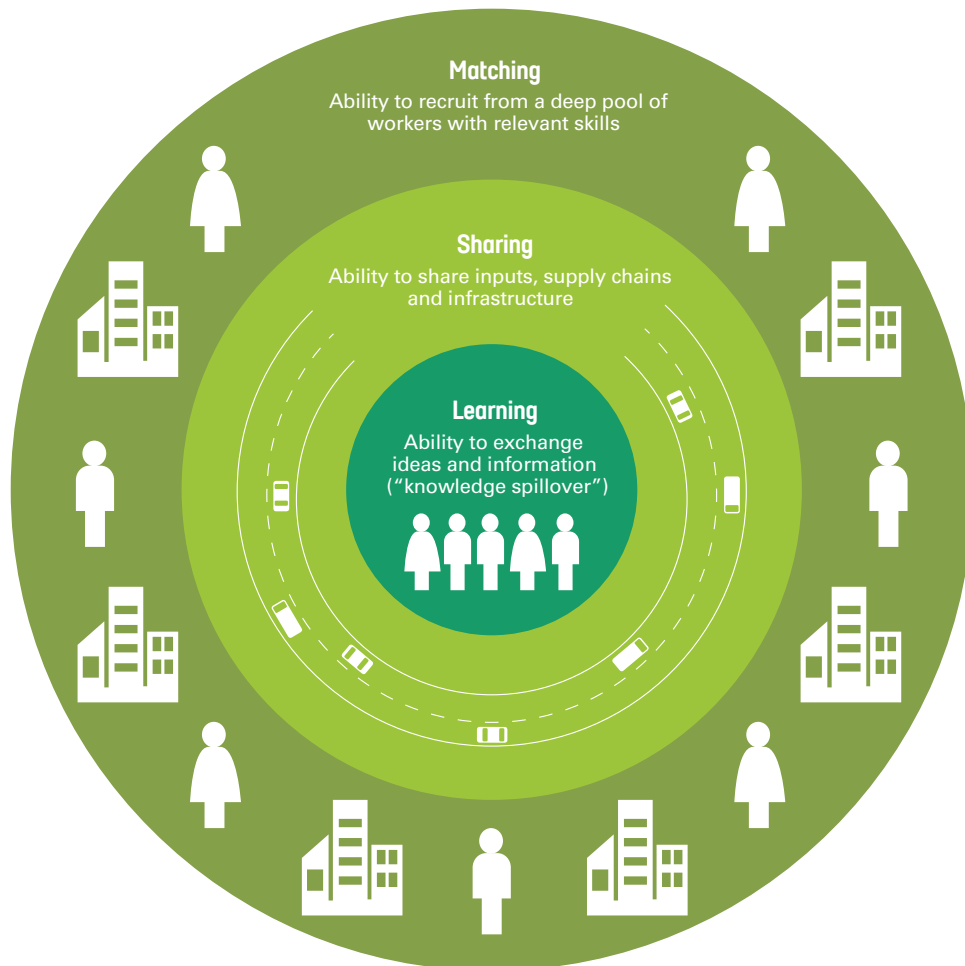 Matching
Ability to recruit from a deep pool of
workers with relevant skills
Sharing
Ability to share inputs, supply chains
and infrastructure
Learning
Ability to exchange
ideas and information
(“knowledge spillover”)